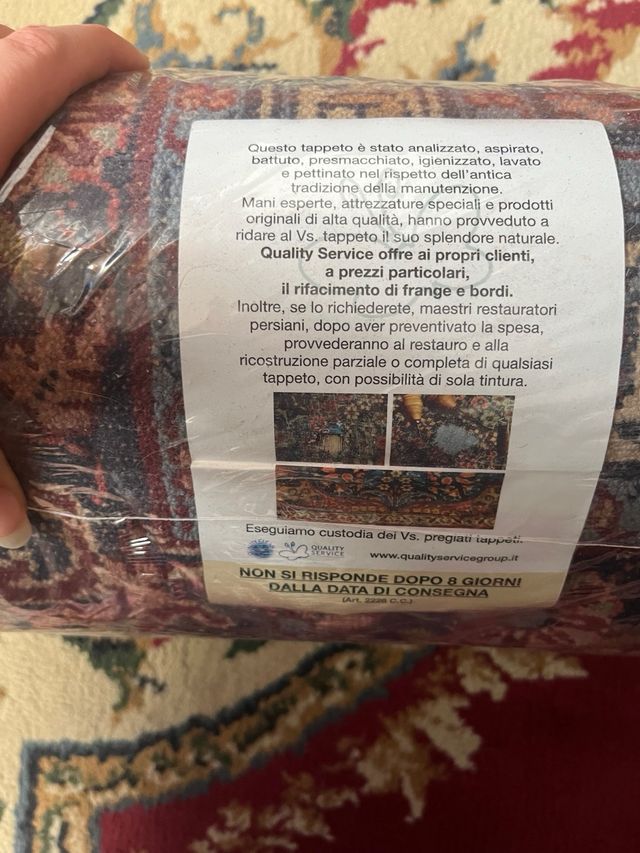 Questo tappeto è stato analizzato, aspirato,
battuto, presmacchiato, igienizzato, lavato
e pettinato nel rispetto dell'antica
tradizione della manutenzione.
Mani esperte, attrezzature speciali e prodotti
originali di alta qualità, hanno provveduto a
ridare al Vs. tappeto il suo splendore naturale.
Quality Service offre ai propri clienti,
a prezzi particolari,
il rifacimento di frange e bordi.
Inoltre, se lo richiederete, maestri restauratori
persiani, dopo aver preventivato la spesa,
provvederanno al restauro e alla
ricostruzione parziale o completa di qualsiasi
tappeto, con possibilità di sola tintura.
Eseguiamo custodia dei Vs. pregiati tappeti.
QUALITY
SERVICE
www.qualityservicegroup.it
NON SI RISPONDE DOPO 8 GIORNI
DALLA DATA DI CONSEGNA
(Art. 2226 C.C.)